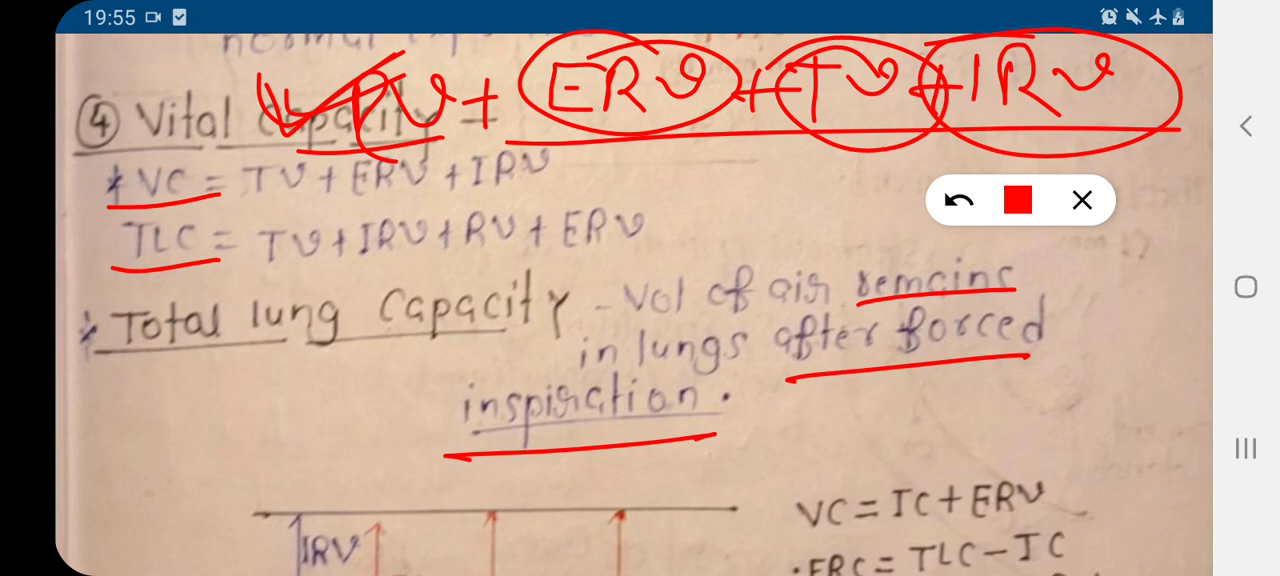 19:55
RV + ERV + TV + IRV
④ Vital capacity =
* VC = TV + ERV + IRV
TLC = TV + IRV + RV + ERV
* Total lung Capacity - Vol of air remains
in lungs after forced
inspiration.
IRV
VC = IC + ERV
• FRC = TLC - IC